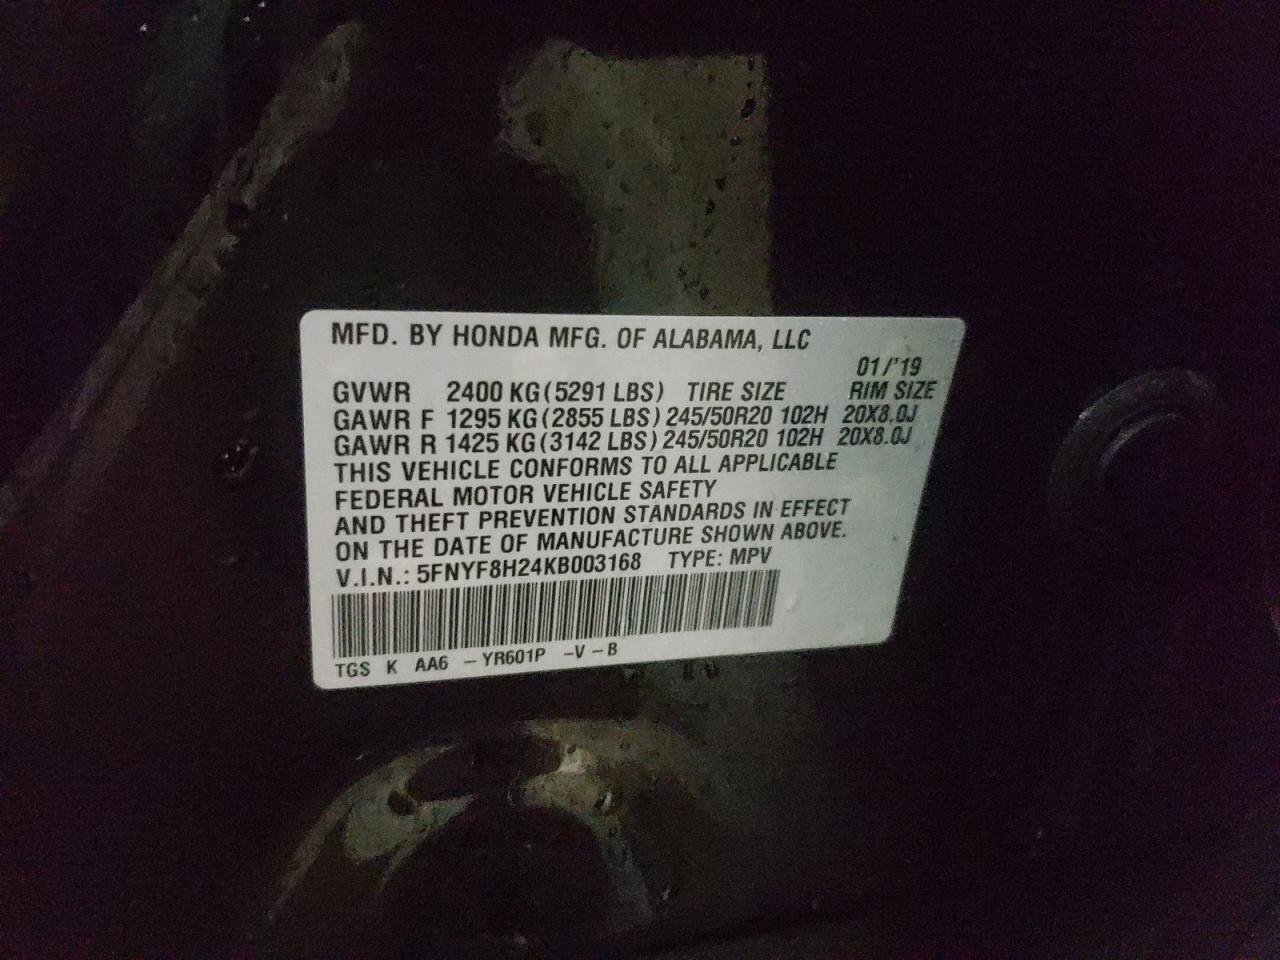 MFD. BY HONDA MFG. OF ALABAMA, LLC
01/'19
GVWR 2400 KG (5291 LBS) TIRE SIZE RIM SIZE
GAWR F 1295 KG (2855 LBS) 245/50R20 102H 20X8.0J
GAWR R 1425 KG (3142 LBS) 245/50R20 102H 20X8.0J
THIS VEHICLE CONFORMS TO ALL APPLICABLE
FEDERAL MOTOR VEHICLE SAFETY
AND THEFT PREVENTION STANDARDS IN EFFECT
ON THE DATE OF MANUFACTURE SHOWN ABOVE.
V.I.N.: 5FNYF8H24KB003168 TYPE: MPV
TGS K AA6 -YR601P -V-B